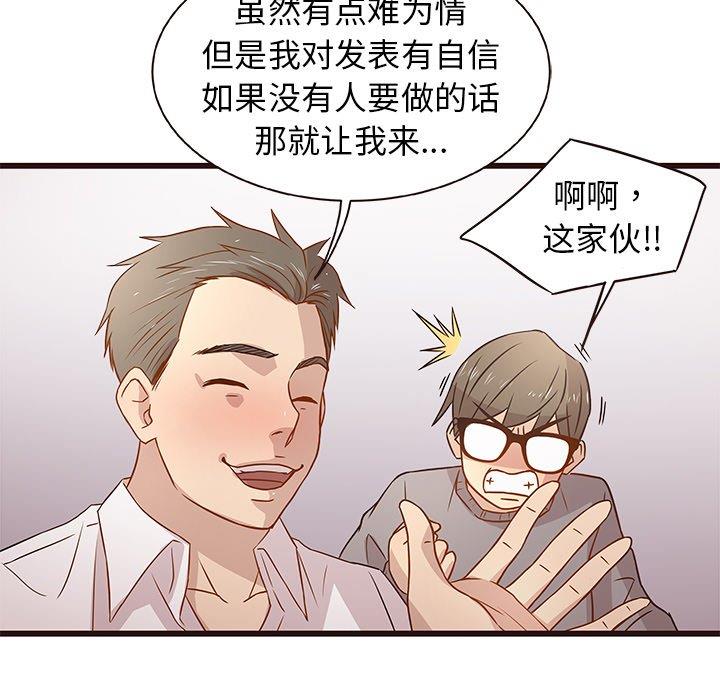 虽然有点难为情
但是我对发表有自信
如果没有人要做的话
那就让我来...
啊啊，
这家伙!!